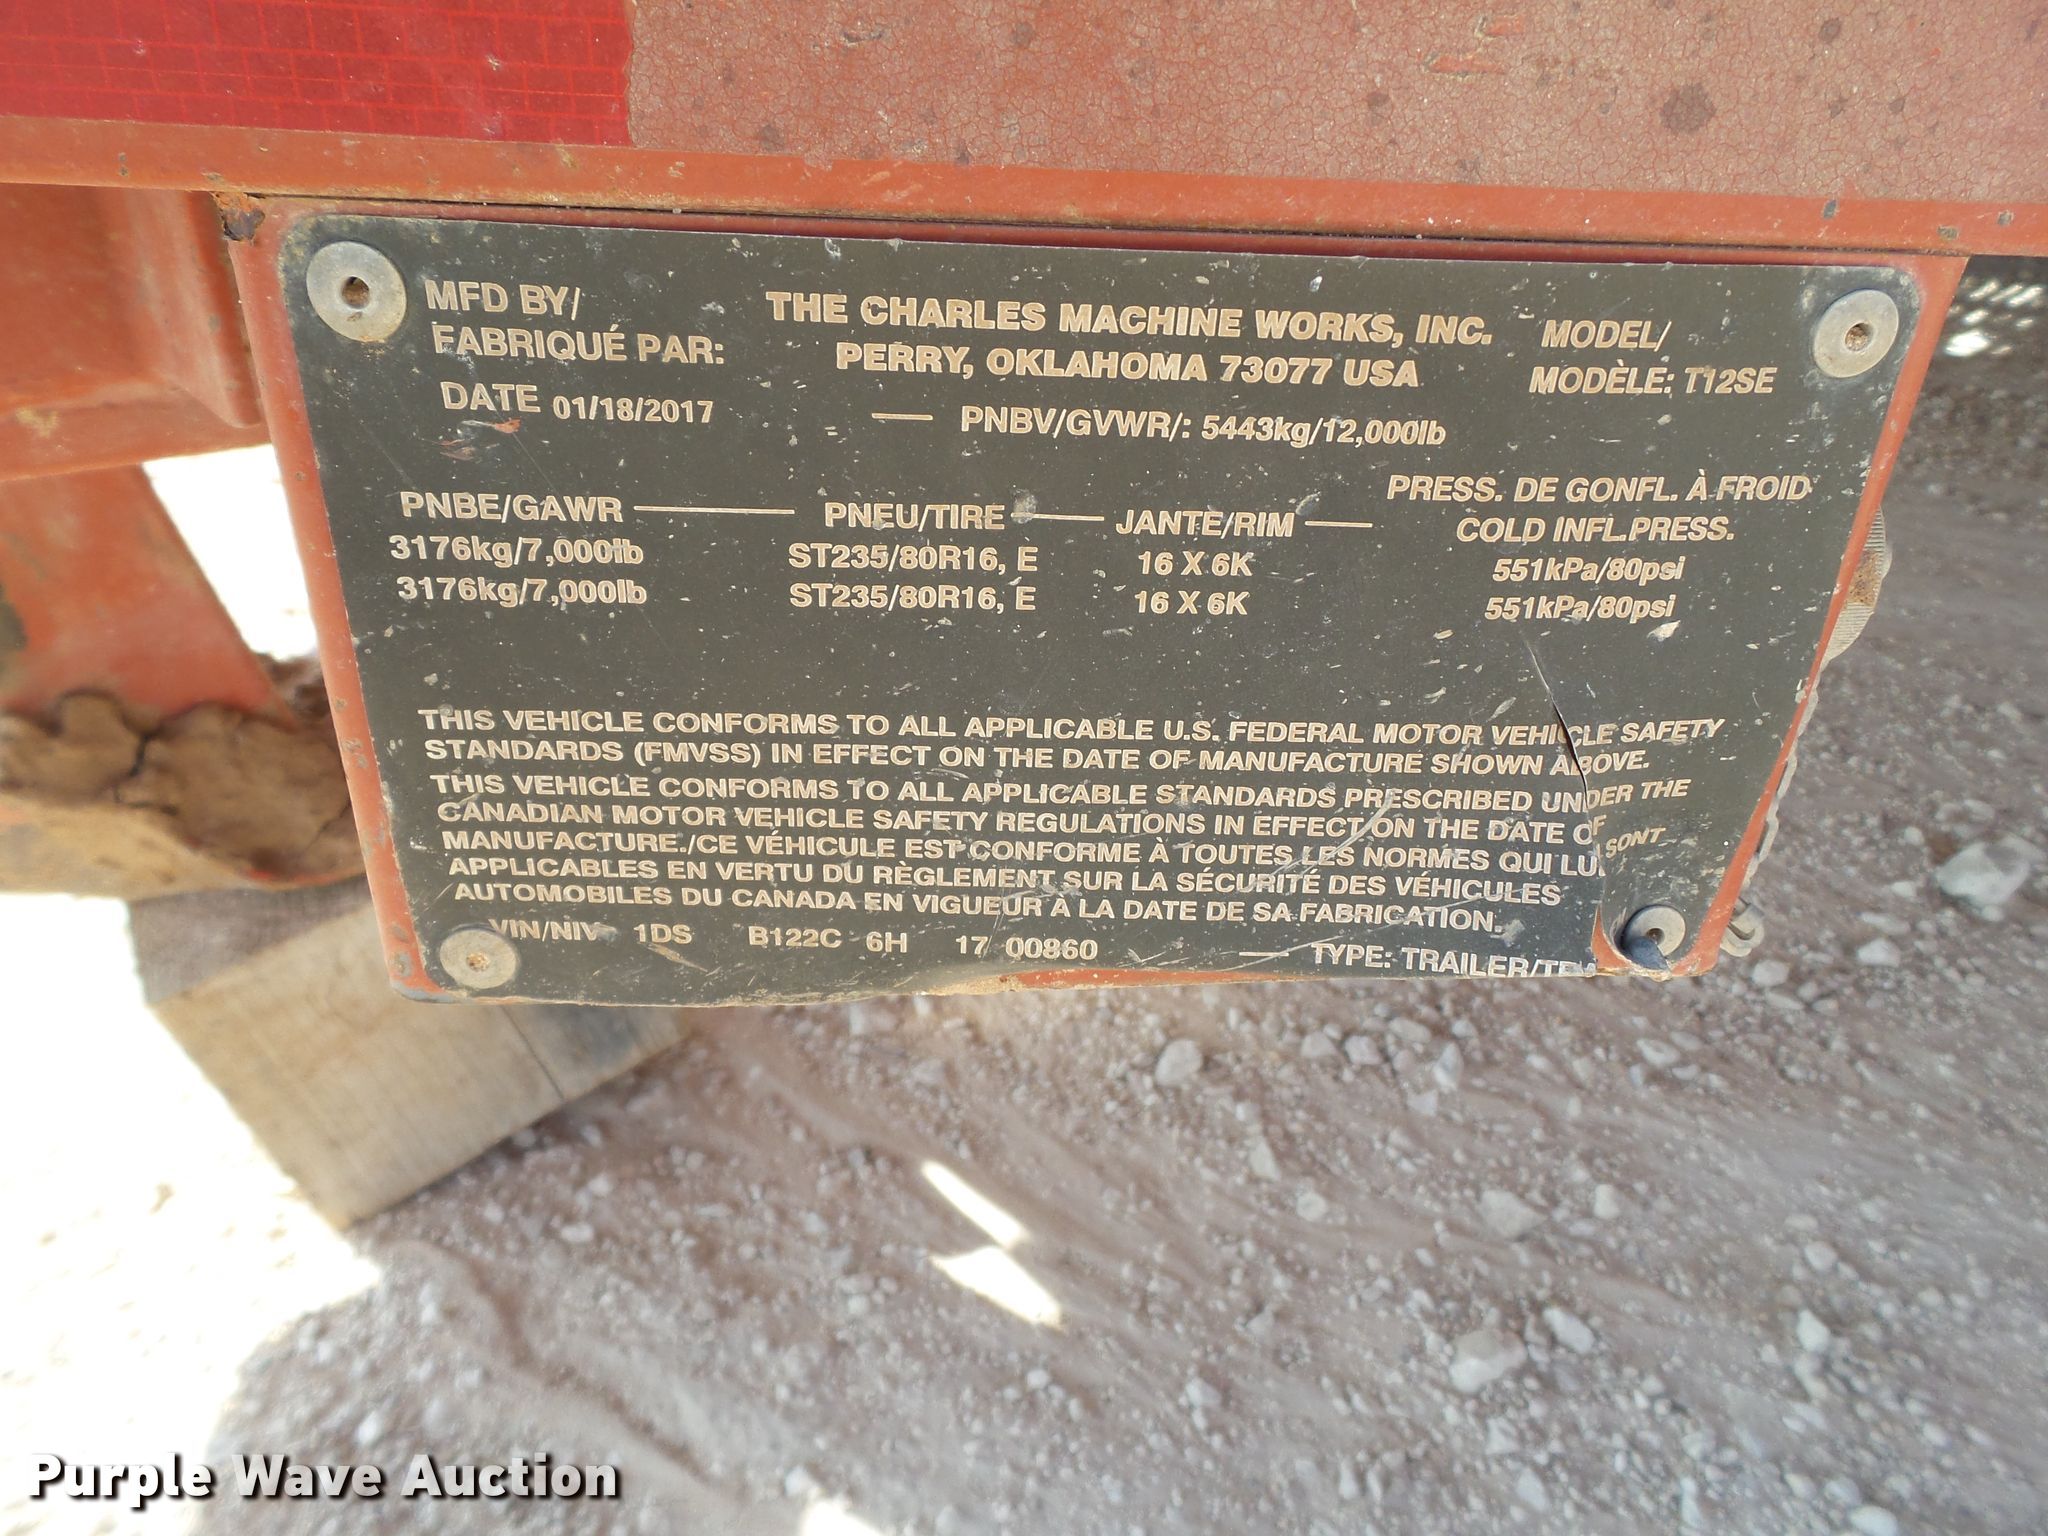 MFD BY/
FABRIQUÉ PAR:
THE CHARLES MACHINE WORKS, INC.
PERRY, OKLAHOMA 73077 USA
MODEL/
MODÈLE: T12SE
DATE 01/18/2017
— PNBV/GVWR/: 5443kg/12,000lb
PNBE/GAWR — PNEU/TIRE — JANTE/RIM — PRESS. DE GONFL. À FROID
COLD INFL.PRESS.
3176kg/7,000lb ST235/80R16, E 16 X 6K 551kPa/80psi
3176kg/7,000lb ST235/80R16, E 16 X 6K 551kPa/80psi
THIS VEHICLE CONFORMS TO ALL APPLICABLE U.S. FEDERAL MOTOR VEHICLE SAFETY
STANDARDS (FMVSS) IN EFFECT ON THE DATE OF MANUFACTURE SHOWN ABOVE.
THIS VEHICLE CONFORMS TO ALL APPLICABLE STANDARDS PRESCRIBED UNDER THE
CANADIAN MOTOR VEHICLE SAFETY REGULATIONS IN EFFECT ON THE DATE OF
MANUFACTURE./CE VÉHICULE EST CONFORME À TOUTES LES NORMES QUI LUI SONT
APPLICABLES EN VERTU DU RÈGLEMENT SUR LA SÉCURITÉ DES VÉHICULES
AUTOMOBILES DU CANADA EN VIGUEUR À LA DATE DE SA FABRICATION.
VIN/NIV 1DS B122C 6H 17 00860 — TYPE: TRAILER/
Purple Wave Auction